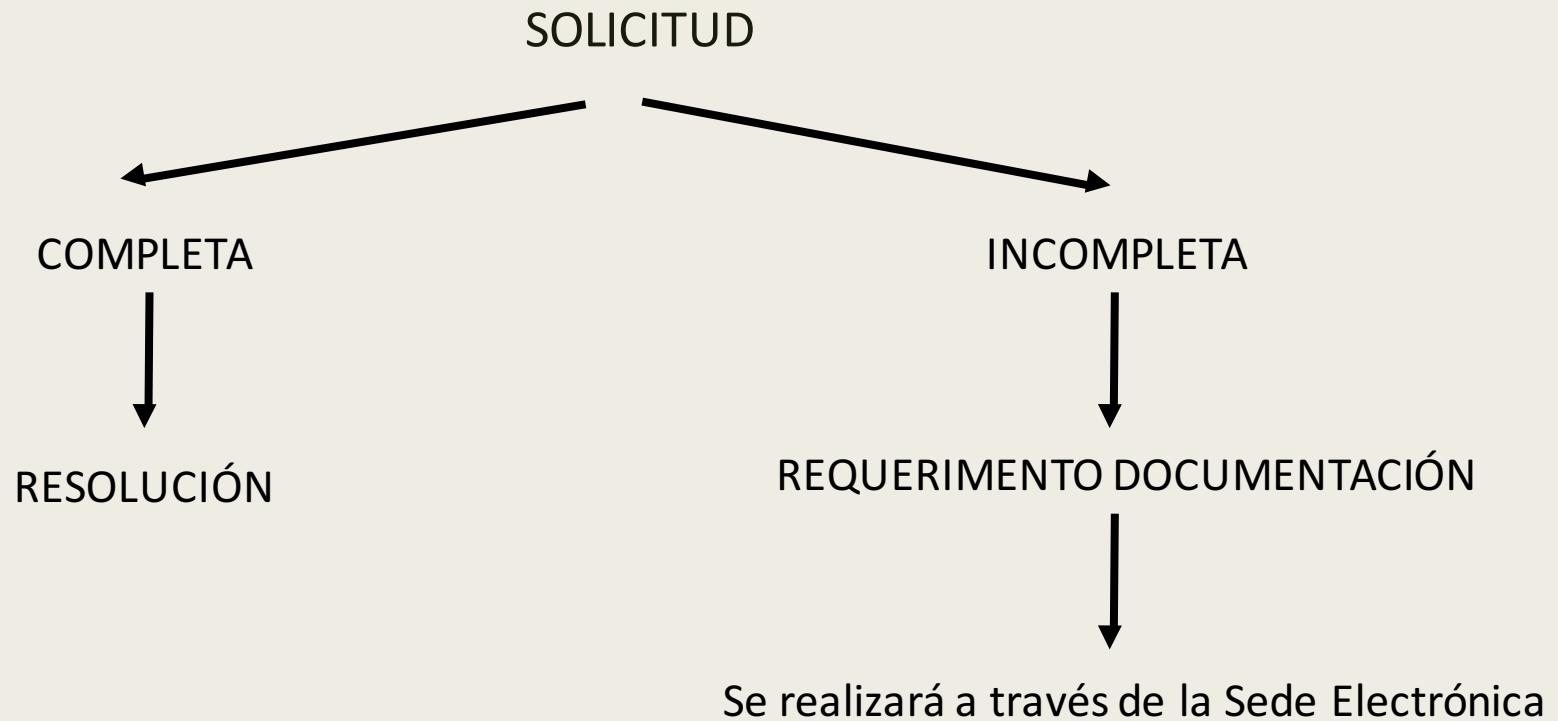 SOLICITUD
COMPLETA
INCOMPLETA
RESOLUCIÓN
REQUERIMENTO DOCUMENTACIÓN
Se realizará a través de la Sede Electrónica